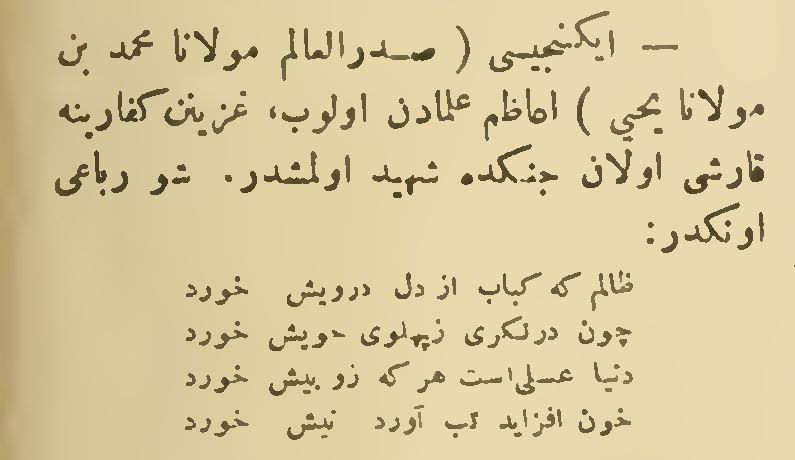 — ایکنجیسی ( صدرالعالم مولانا محمد بن
مولانا یحیی ) اعاظم علمادن اولوب، غزینن کفارینه
قارشی اولان جنکده شهید اولمشدر. شو رباعی
اونکدر:
ظالم که کباب از دل درویش خورد
چون درنکری زپهلوی خویش خورد
دنیا عسلی‌است هر که زو بیش خورد
خون افزاید تب آورد نیش خورد